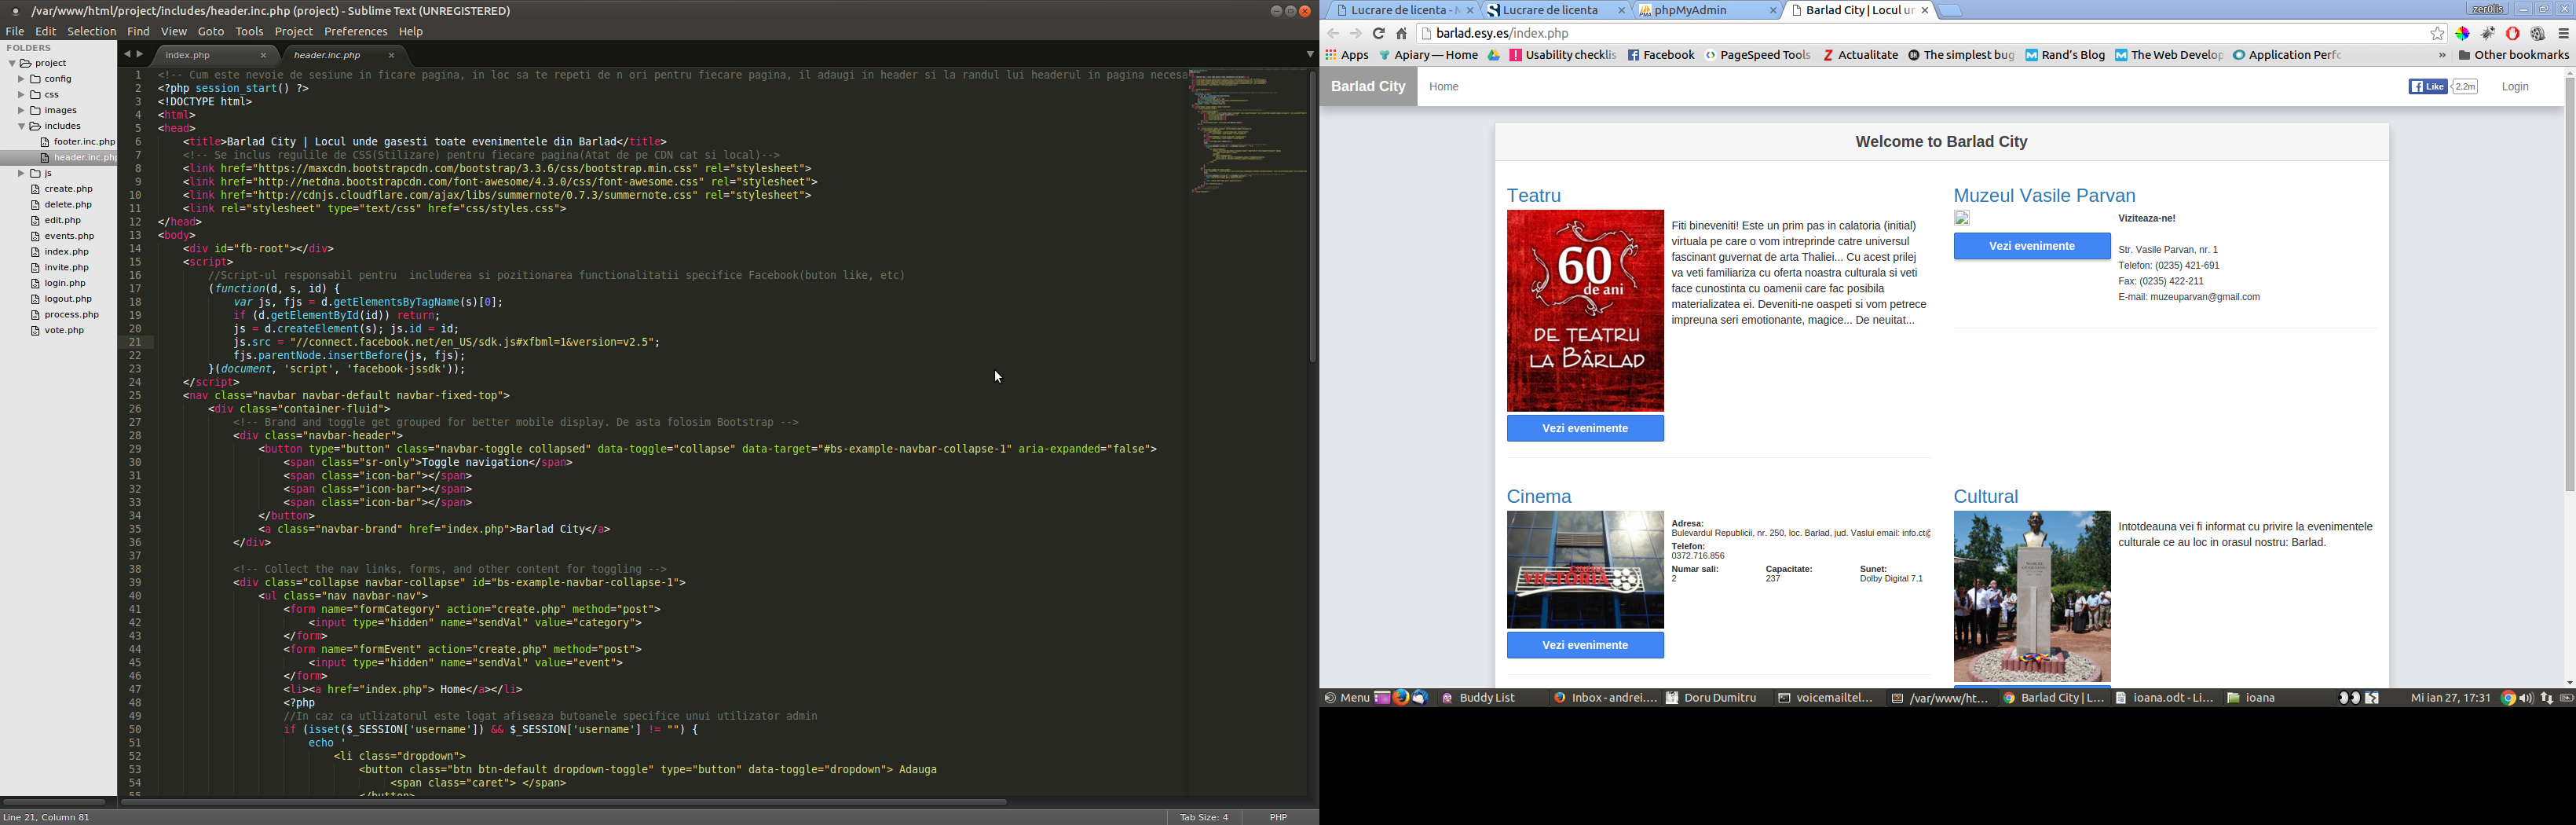 /var/www/html/project/includes/header.inc.php (project) - Sublime Text (UNREGISTERED)
File Edit Selection Find View Goto Tools Project Preferences Help
FOLDERS
project
config
css
images
includes
footer.inc.php
header.inc.php
js
create.php
delete.php
edit.php
events.php
index.php
invite.php
login.php
logout.php
process.php
vote.php
index.php
header.inc.php
1 <!-- Cum este nevoie de sesiune in ficare pagina, in loc sa te repeti de n ori pentru fiecare pagina, il adaugi in header si la randul lui headerul in pagina necesa
2 <?php session_start() ?>
3 <!DOCTYPE html>
4 <html>
5 <head>
6 <title>Barlad City | Locul unde gasesti toate evenimentele din Barlad</title>
7 <!-- Se inclus regulile de CSS(Stilizare) pentru fiecare pagina(Atat de pe CDN cat si local)-->
8 <link href="https://maxcdn.bootstrapcdn.com/bootstrap/3.3.6/css/bootstrap.min.css" rel="stylesheet">
9 <link href="http://netdna.bootstrapcdn.com/font-awesome/4.3.0/css/font-awesome.css" rel="stylesheet">
10 <link href="http://cdnjs.cloudflare.com/ajax/libs/summernote/0.7.3/summernote.css" rel="stylesheet">
11 <link rel="stylesheet" type="text/css" href="css/styles.css">
12 </head>
13 <body>
14 <div id="fb-root"></div>
15 <script>
16 //Script-ul responsabil pentru  includerea si pozitionarea functionalitatii specifice Facebook(buton like, etc)
17 (function(d, s, id) {
18 var js, fjs = d.getElementsByTagName(s)[0];
19 if (d.getElementById(id)) return;
20 js = d.createElement(s); js.id = id;
21 js.src = "//connect.facebook.net/en_US/sdk.js#xfbml=1&version=v2.5";
22 fjs.parentNode.insertBefore(js, fjs);
23 }(document, 'script', 'facebook-jssdk'));
24 </script>
25 <nav class="navbar navbar-default navbar-fixed-top">
26 <div class="container-fluid">
27 <!-- Brand and toggle get grouped for better mobile display. De asta folosim Bootstrap -->
28 <div class="navbar-header">
29 <button type="button" class="navbar-toggle collapsed" data-toggle="collapse" data-target="#bs-example-navbar-collapse-1" aria-expanded="false">
30 <span class="sr-only">Toggle navigation</span>
31 <span class="icon-bar"></span>
32 <span class="icon-bar"></span>
33 <span class="icon-bar"></span>
34 </button>
35 <a class="navbar-brand" href="index.php">Barlad City</a>
36 </div>
37
38 <!-- Collect the nav links, forms, and other content for toggling -->
39 <div class="collapse navbar-collapse" id="bs-example-navbar-collapse-1">
40 <ul class="nav navbar-nav">
41 <form name="formCategory" action="create.php" method="post">
42 <input type="hidden" name="sendVal" value="category">
43 </form>
44 <form name="formEvent" action="create.php" method="post">
45 <input type="hidden" name="sendVal" value="event">
46 </form>
47 <li><a href="index.php"> Home</a></li>
48 <?php
49 //In caz ca utlizatorul este logat afiseaza butoanele specifice unui utilizator admin
50 if (isset($_SESSION['username']) && $_SESSION['username'] != "") {
51 echo '
52 <li class="dropdown">
53 <button class="btn btn-default dropdown-toggle" type="button" data-toggle="dropdown"> Adauga
54 <span class="caret"> </span>
55 </button>
Line 21, Column 81
Tab Size: 4 PHP
Lucrare de licenta - Lucrare de licenta phpMyAdmin Barlad City | Locul ur
zer0lis
barlad.esy.es/index.php
Apps Apiary — Home Usability checklis Facebook PageSpeed Tools Actualitate The simplest bug Rand's Blog The Web Develop Application Perfo » Other bookmarks
Barlad City Home Like 2.2m Login
Welcome to Barlad City
Teatru
60
de ani
DE TEATRU
LA BÂRLAD
Fiti bineveniti! Este un prim pas in calatoria (initial)
virtuala pe care o vom intreprinde catre universul
fascinant guvernat de arta Thaliei... Cu acest prilej
va veti familiariza cu oferta noastra culturala si veti
face cunostinta cu oamenii care fac posibila
materializatea ei. Deveniti-ne oaspeti si vom petrece
impreuna seri emotionante, magice... De neuitat...
Vezi evenimente
Muzeul Vasile Parvan
Vezi evenimente
Viziteaza-ne!
Str. Vasile Parvan, nr. 1
Telefon: (0235) 421-691
Fax: (0235) 422-211
E-mail: muzeuparvan@gmail.com
Cinema
VICTORIA
Adresa:
Bulevardul Republicii, nr. 250, loc. Barlad, jud. Vaslui email: info.ct@
Telefon:
0372.716.856
Numar sali: Capacitate: Sunet:
2 237 Dolby Digital 7.1
Vezi evenimente
Cultural
Intotdeauna vei fi informat cu privire la evenimentele
culturale ce au loc in orasul nostru: Barlad.
Menu Buddy List Inbox - andrei.... Doru Dumitru voicemailtel... /var/www/ht... Barlad City | L... ioana.odt - Li... ioana Mi ian 27, 17:31